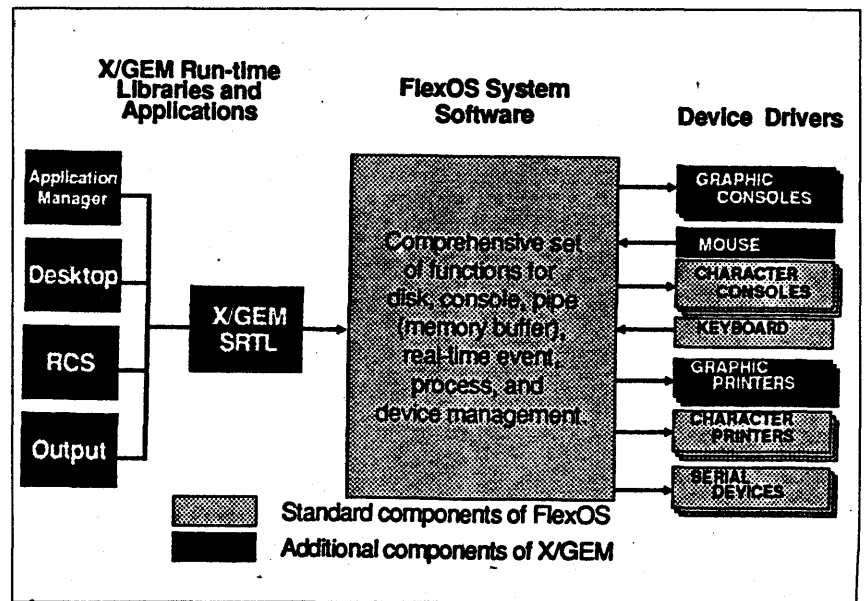 X/GEM Run-time
Libraries and
Applications
FlexOS System
Software
Device Drivers
Application
Manager
Desktop
RCS
Output
X/GEM
SRTL
Comprehensive set
of functions for
disk, console, pipe
(memory buffer),
real-time event,
process, and
device management.
GRAPHIC
CONSOLES
MOUSE
CHARACTER
CONSOLES
KEYBOARD
GRAPHIC
PRINTERS
CHARACTER
PRINTERS
SERIAL
DEVICES
Standard components of FlexOS
Additional components of X/GEM